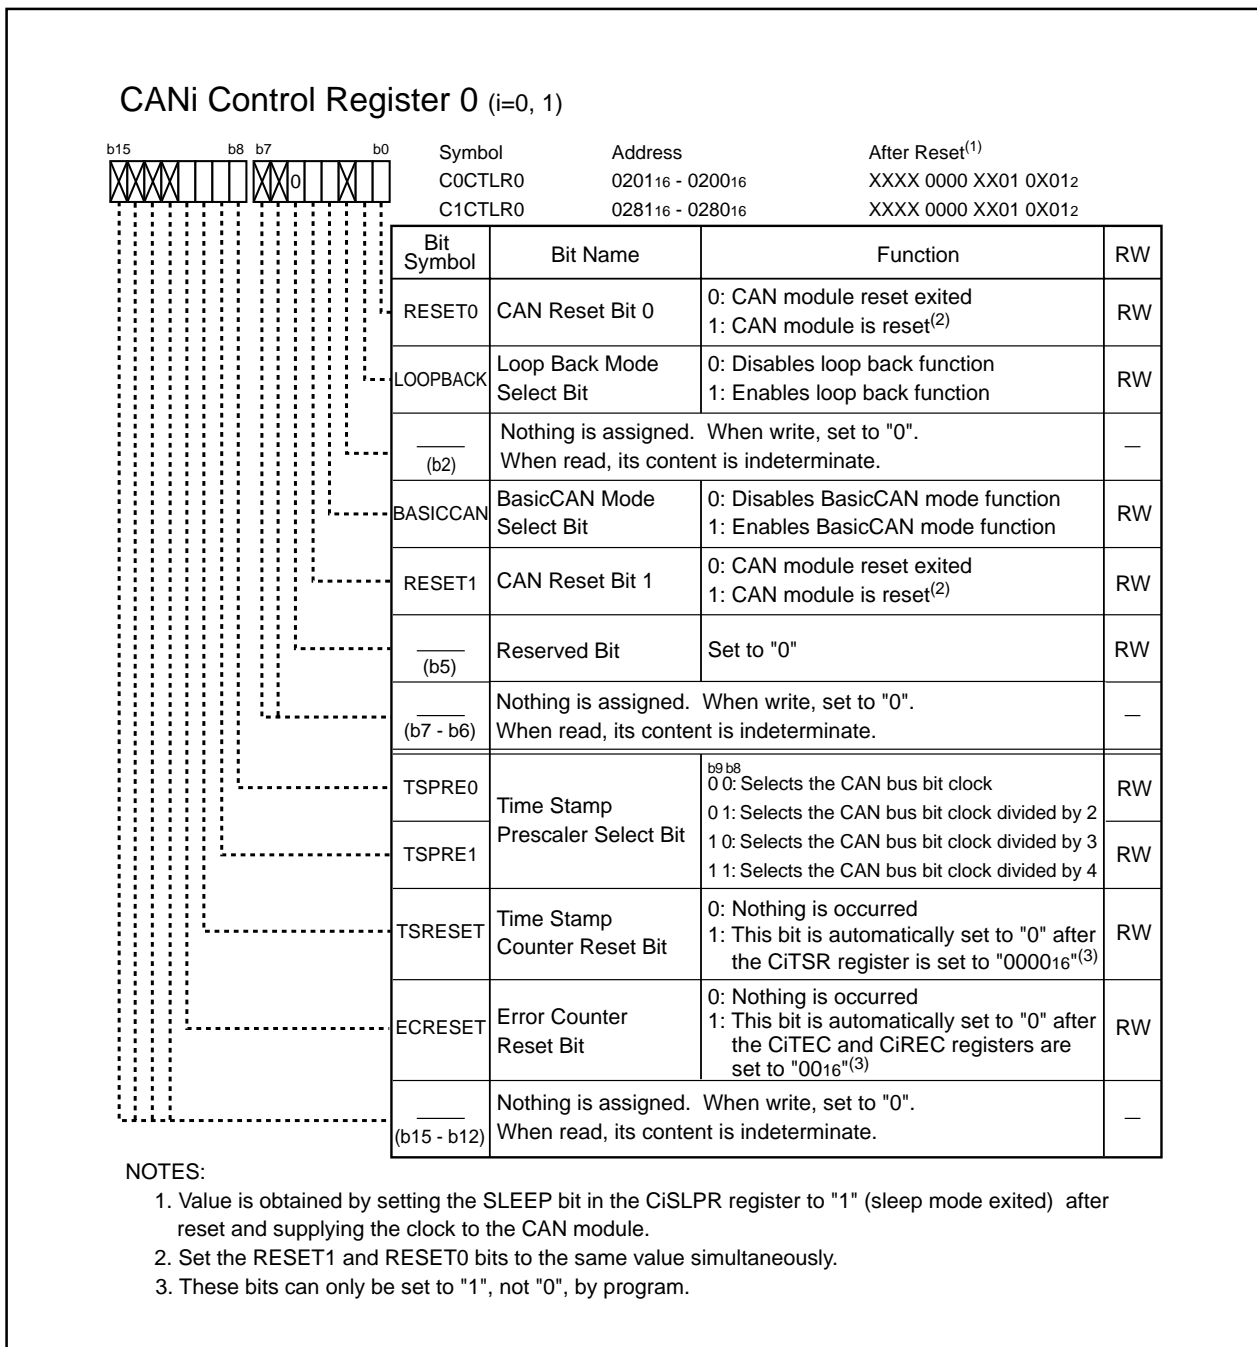 CANi Control Register 0 (i=0, 1)
b15 b8 b7 b0
Symbol Address After Reset(1)
0
C0CTLR0 020116 - 020016 XXXX 0000 XX01 0X012
C1CTLR0 028116 - 028016 XXXX 0000 XX01 0X012
Bit Symbol Bit Name Function RW
RESET0 CAN Reset Bit 0 0: CAN module reset exited
1: CAN module is reset(2) RW
LOOPBACK Loop Back Mode Select Bit 0: Disables loop back function
1: Enables loop back function RW
(b2) Nothing is assigned. When write, set to "0".
When read, its content is indeterminate. —
BASICCAN BasicCAN Mode Select Bit 0: Disables BasicCAN mode function
1: Enables BasicCAN mode function RW
RESET1 CAN Reset Bit 1 0: CAN module reset exited
1: CAN module is reset(2) RW
(b5) Reserved Bit Set to "0" RW
(b7 - b6) Nothing is assigned. When write, set to "0".
When read, its content is indeterminate. —
b9 b8
TSPRE0 Time Stamp Prescaler Select Bit 0 0: Selects the CAN bus bit clock RW
0 1: Selects the CAN bus bit clock divided by 2
TSPRE1 1 0: Selects the CAN bus bit clock divided by 3 RW
1 1: Selects the CAN bus bit clock divided by 4
TSRESET Time Stamp Counter Reset Bit 0: Nothing is occurred
1: This bit is automatically set to "0" after
the CiTSR register is set to "000016"(3) RW
ECRESET Error Counter Reset Bit 0: Nothing is occurred
1: This bit is automatically set to "0" after
the CiTEC and CiREC registers are
set to "0016"(3) RW
(b15 - b12) Nothing is assigned. When write, set to "0".
When read, its content is indeterminate. —
NOTES:
1. Value is obtained by setting the SLEEP bit in the CiSLPR register to "1" (sleep mode exited) after
reset and supplying the clock to the CAN module.
2. Set the RESET1 and RESET0 bits to the same value simultaneously.
3. These bits can only be set to "1", not "0", by program.